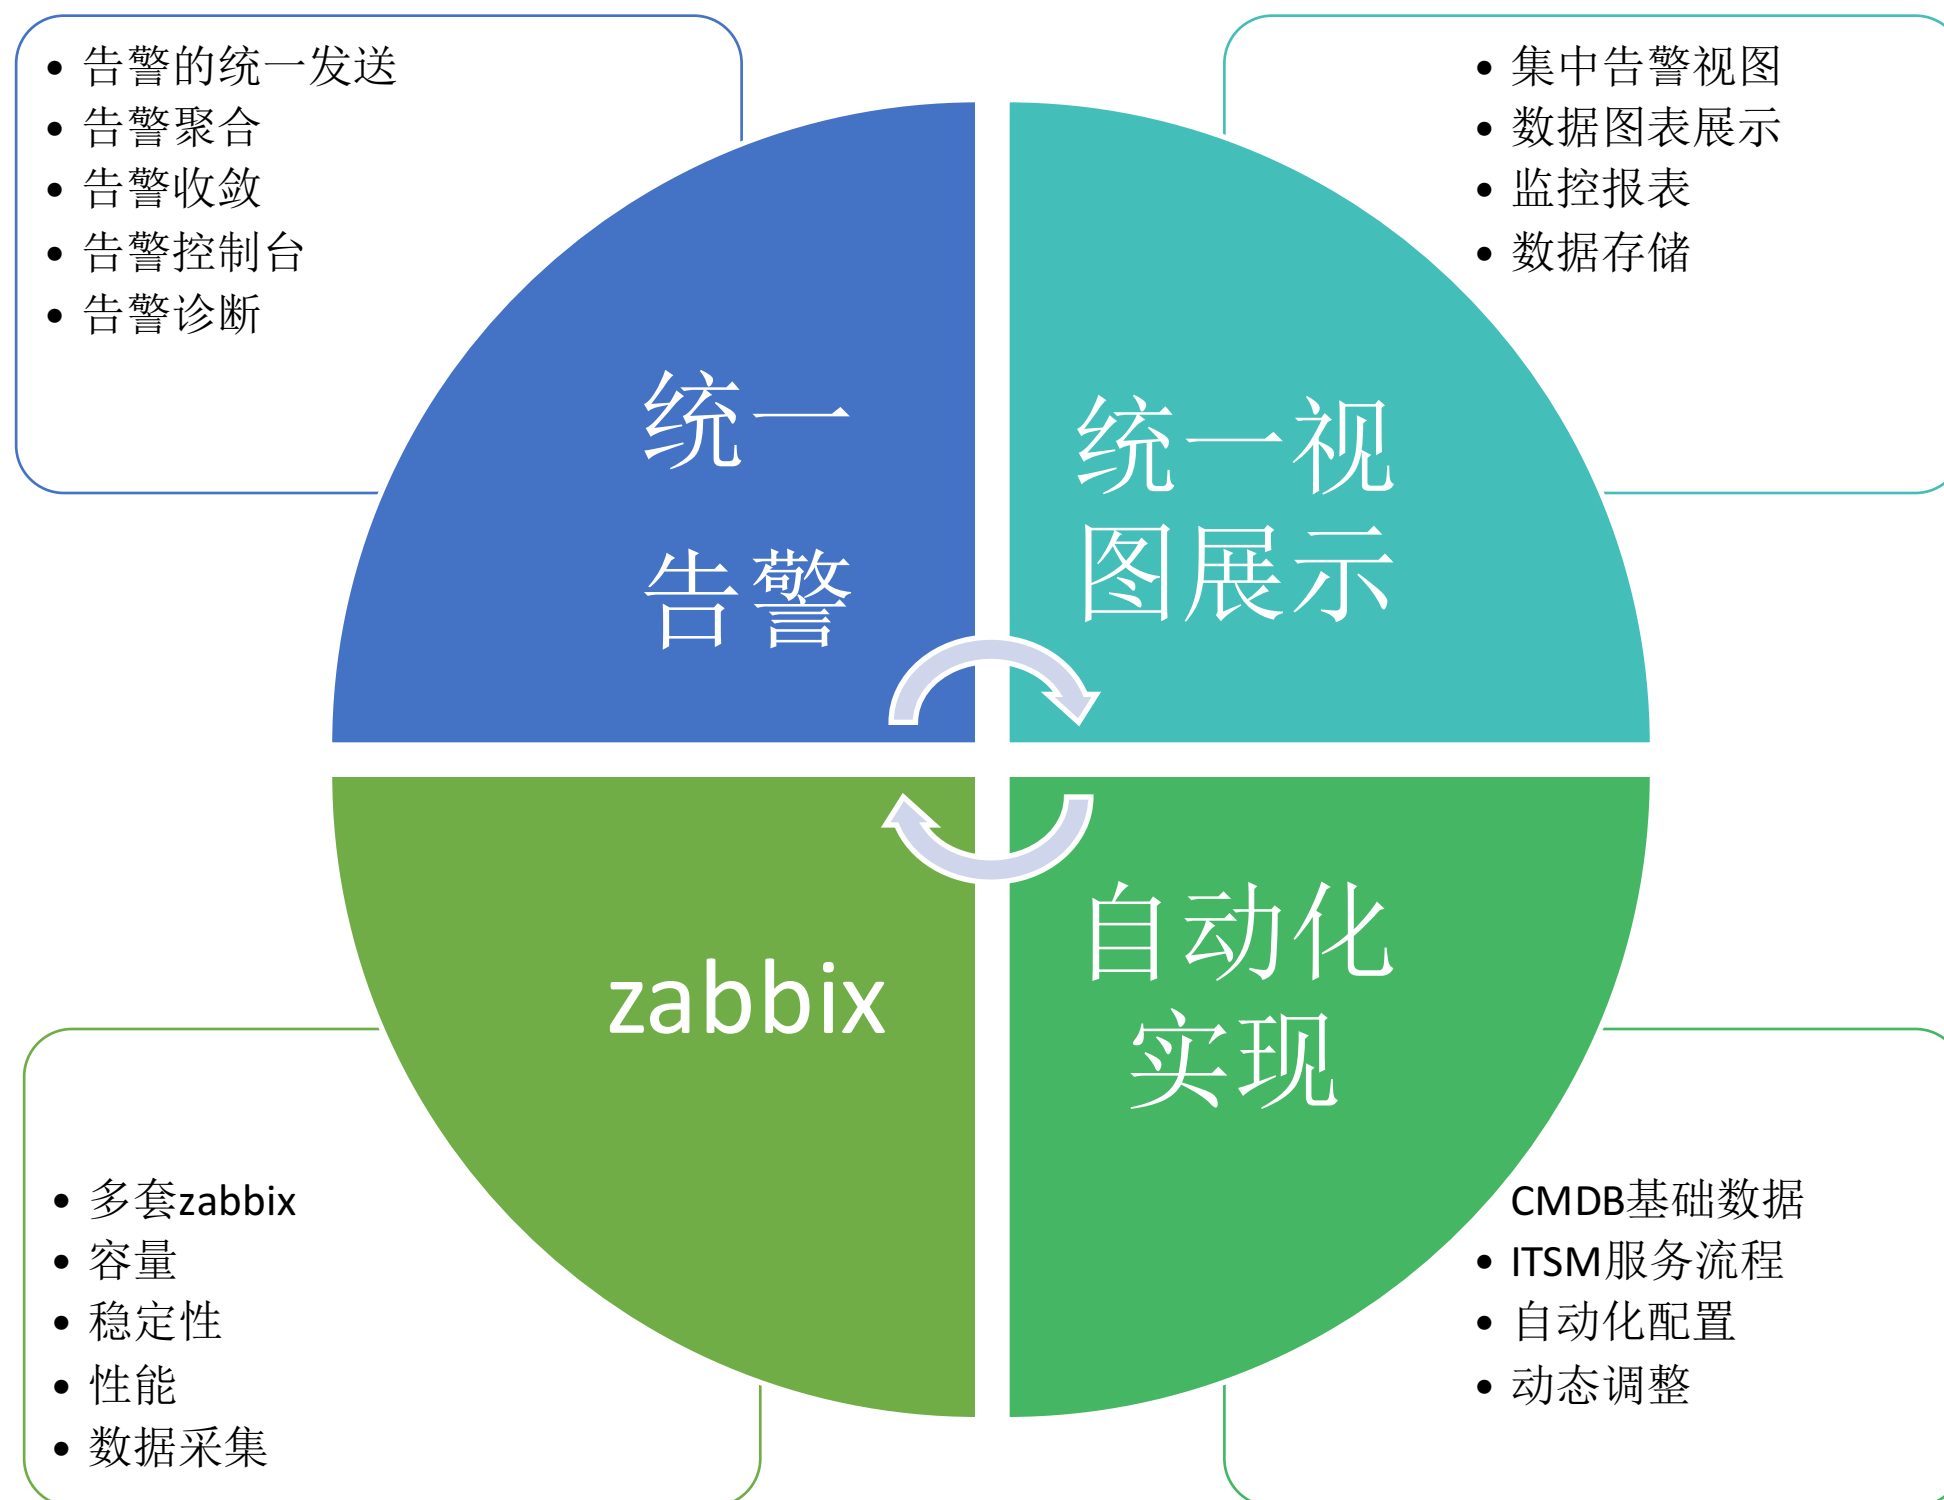 • 告警的统一发送
• 告警聚合
• 告警收敛
• 告警控制台
• 告警诊断
• 集中告警视图
• 数据图表展示
• 监控报表
• 数据存储
统一
告警
统一视
图展示
zabbix
自动化
实现
• 多套zabbix
• 容量
• 稳定性
• 性能
• 数据采集
CMDB基础数据
• ITSM服务流程
• 自动化配置
• 动态调整